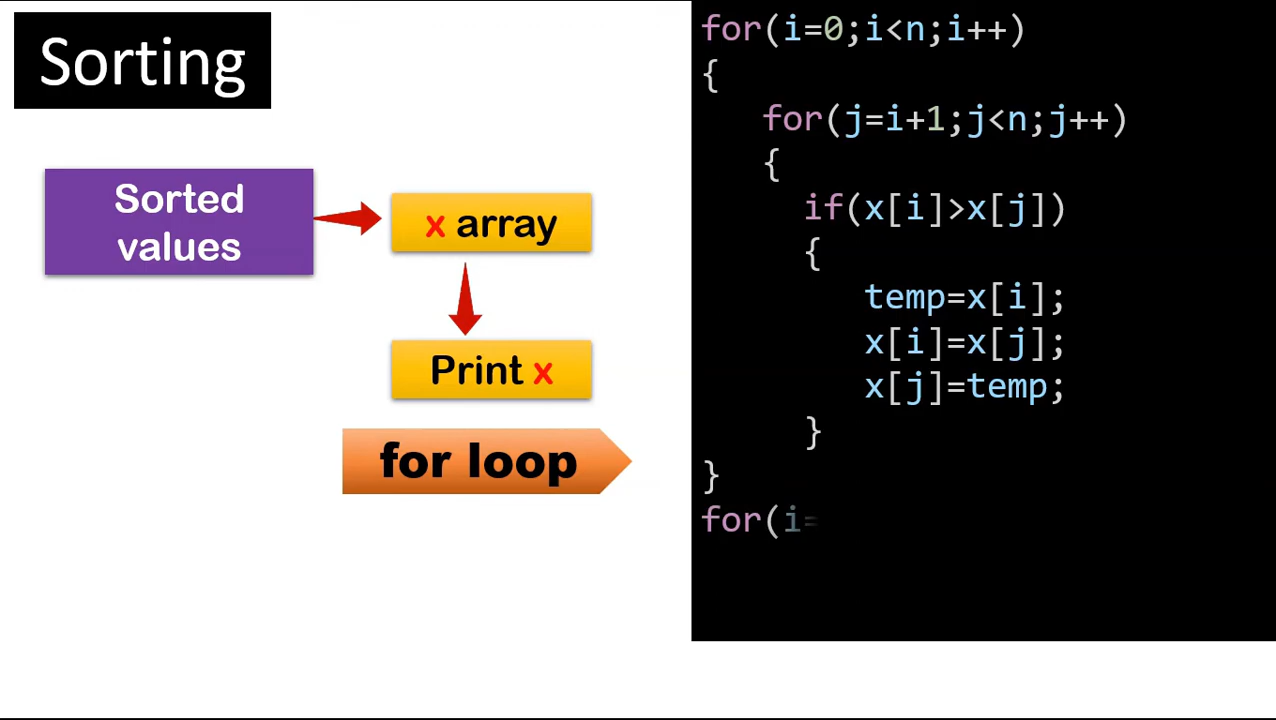 Sorting
Sorted
values
x array
Print x
for loop
for(i=0;i<n;i++)
{
for(j=i+1;j<n;j++)
{
if(x[i]>x[j])
{
temp=x[i];
x[i]=x[j];
x[j]=temp;
}
}
for(i=